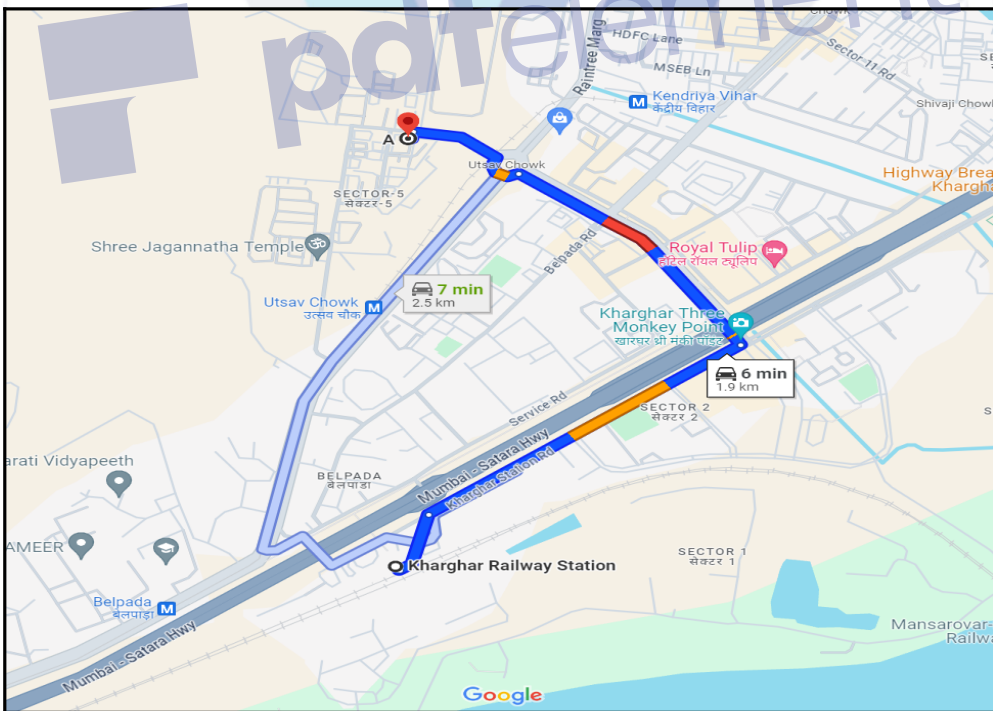 pdfelement
Chowk
HDFC Lane
Sector-11 Rd
Raintree Marg
MSEB Ln
Kendriya Vihar
केंद्रीय विहार
Shivaji Chowk
A
Utsav Chowk
Highway Brea
Khargha
SECTOR-5
सेक्टर-5
Shree Jagannatha Temple
Belpada Rd
Royal Tulip
हॉटेल रॉयल ट्यूलिप
7 min
2.5 km
Utsav Chowk
उत्सव चौक
Kharghar Three
Monkey Point
खारघर थ्री मंकी पॉइंट
6 min
1.9 km
Service Rd
SECTOR 2
सेक्टर 2
Mumbai - Satara Hwy
Kharghar Station Rd
arati Vidyapeeth
BELPADA
बेलपाडा
AMEER
Kharghar Railway Station
SECTOR 1
सेक्टर 1
Belpada
बेलपाड़ा
Mumbai - Satara Hwy
Mansarovar-
Railwa
Google